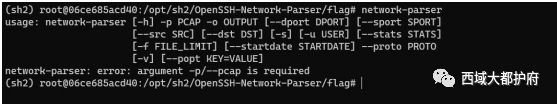 (sh2) root@06ce685acd40:/opt/sh2/OpenSSH-Network-Parser/flag# network-parser
usage: network-parser [-h] -p PCAP -o OUTPUT [--dport DPORT] [--sport SPORT]
[--src SRC] [--dst DST] [-s] [-u USER] [--stats STATS]
[-f FILE_LIMIT] [--startdate STARTDATE] --proto PROTO
[-v] [--popt KEY=VALUE]
network-parser: error: argument -p/--pcap is required
(sh2) root@06ce685acd40:/opt/sh2/OpenSSH-Network-Parser/flag#
西域大都护府